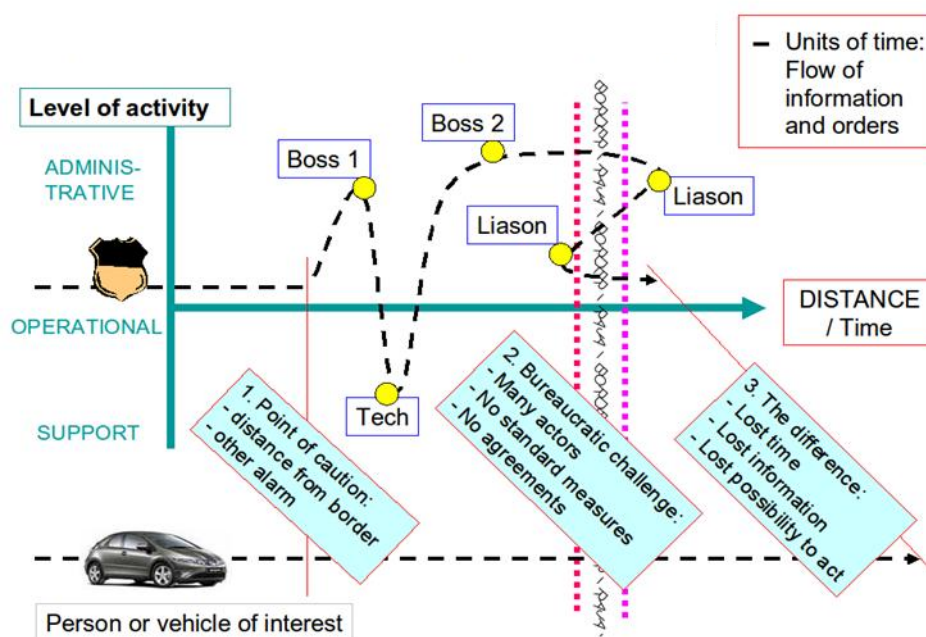 Units of time:
Flow of
information
and orders
Level of activity
Boss 2
Boss 1
ADMINIS-
TRATIVE
Liason
Liason
DISTANCE
/ Time
OPERATIONAL
Tech
SUPPORT
1. Point of caution:
- distance from
border
- other alarm
2. Bureaucratic challenge:
- Many actors
- No standard measures
- No agreements
3. The difference:
- Lost time
- Lost information
- Lost possibility to act
Person or vehicle of interest